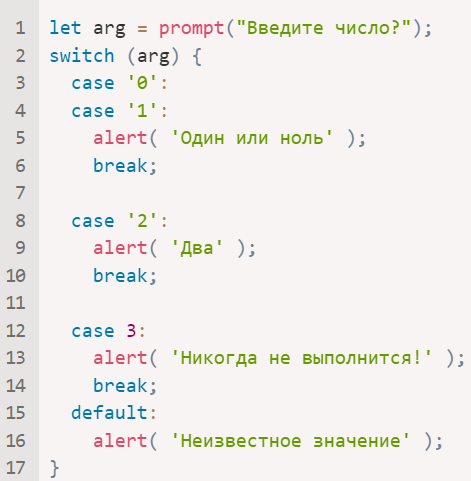 1 let arg = prompt("Введите число?");
2 switch (arg) {
3   case '0':
4   case '1':
5     alert( 'Один или ноль' );
6     break;
7
8   case '2':
9     alert( 'Два' );
10     break;
11
12   case 3:
13     alert( 'Никогда не выполнится!' );
14     break;
15   default:
16     alert( 'Неизвестное значение' );
17 }